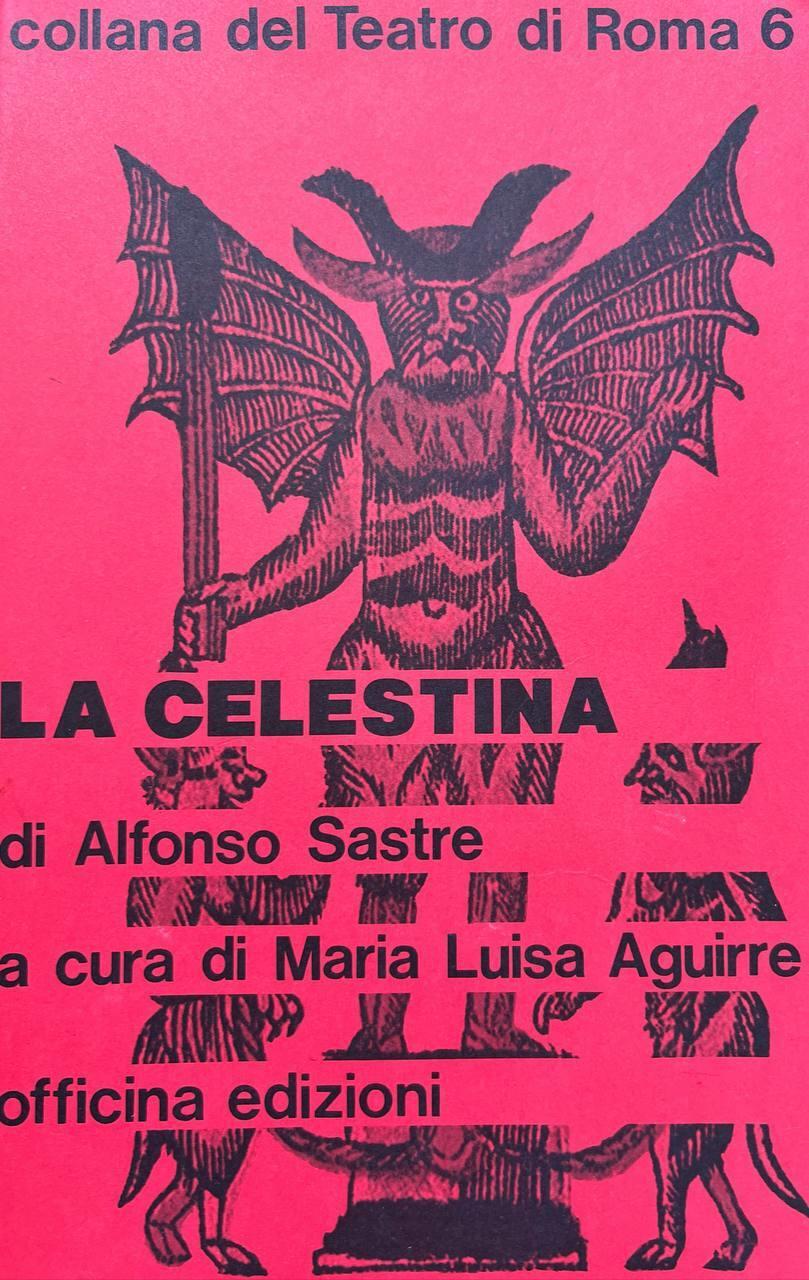 collana del Teatro di Roma 6
LA CELESTINA
di Alfonso Sastre
a cura di Maria Luisa Aguirre
officina edizioni